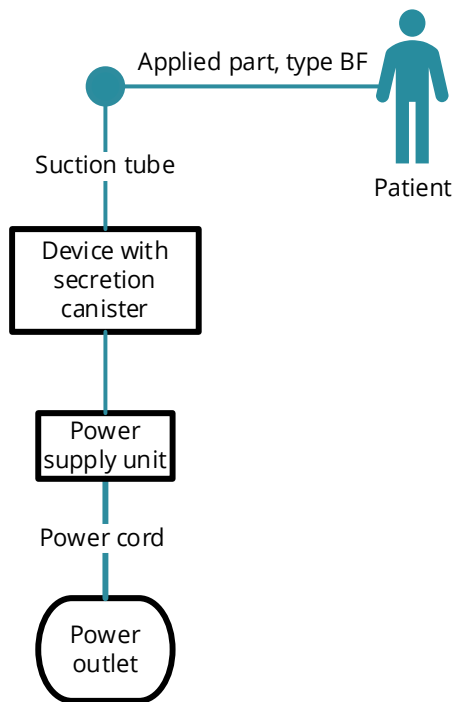 Applied part, type BF
Suction tube
Patient
Device with
secretion
canister
Power
supply unit
Power cord
Power
outlet